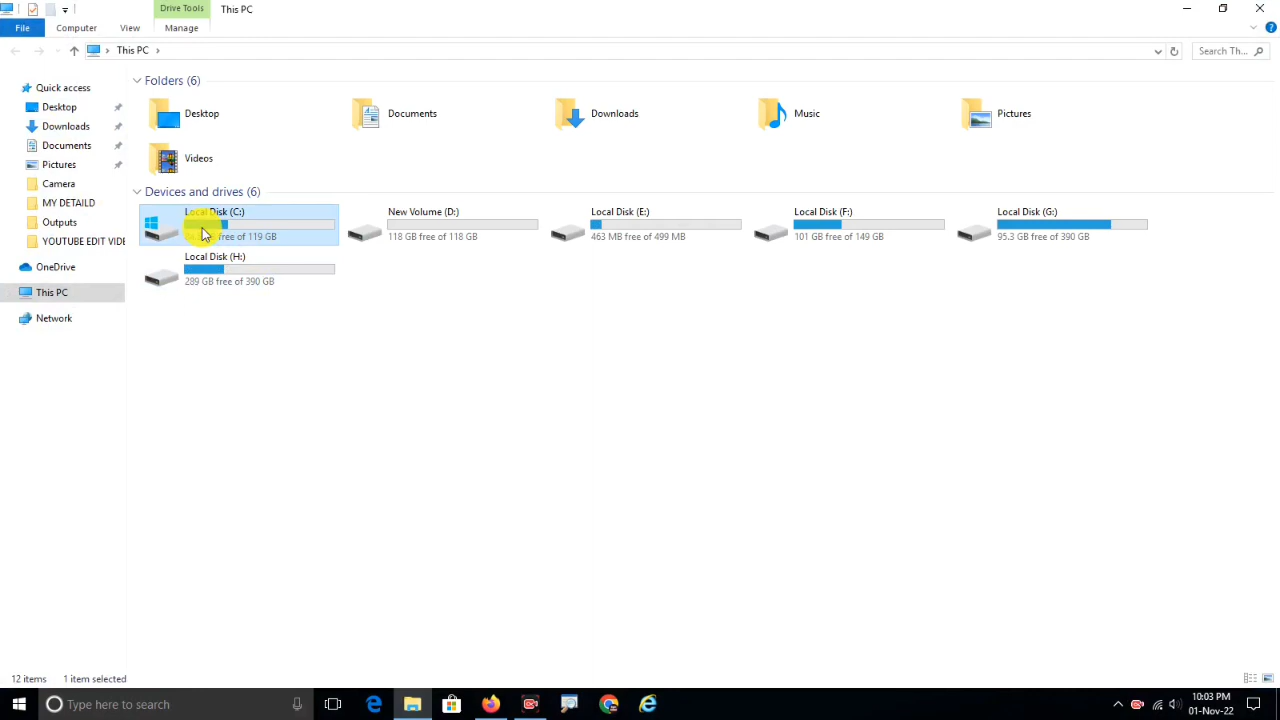 Drive Tools
This PC
File
Computer
View
Manage
This PC
Search Th...
Quick access
Desktop
Downloads
Documents
Pictures
Camera
MY DETAILD
Outputs
YOUTUBE EDIT VIDE
OneDrive
This PC
Network
Folders (6)
Desktop
Documents
Downloads
Music
Pictures
Videos
Devices and drives (6)
Local Disk (C:)
free of 119 GB
New Volume (D:)
118 GB free of 118 GB
Local Disk (E:)
463 MB free of 499 MB
Local Disk (F:)
101 GB free of 149 GB
Local Disk (G:)
95.3 GB free of 390 GB
Local Disk (H:)
289 GB free of 390 GB
12 items
1 item selected
Type here to search
10:03 PM
01-Nov-22